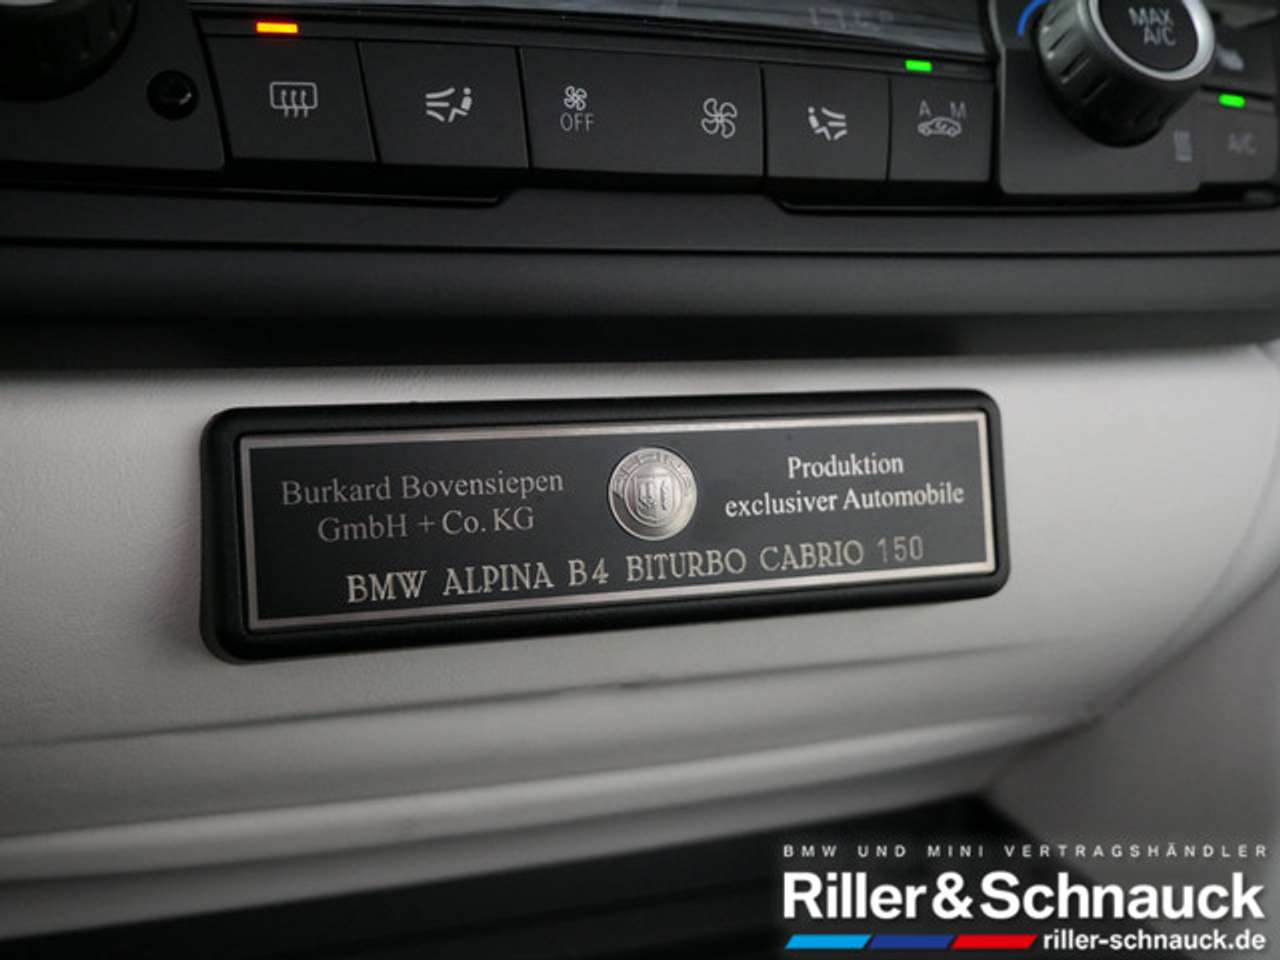 MAX
A/C
OFF
A M
A/C
Burkard Bovensiepen
GmbH + Co. KG
ALPINA
Produktion
exclusiver Automobile
BMW ALPINA B4 BITURBO CABRIO 150
BMW UND MINI VERTRAGSHÄNDLER
Riller & Schnauck
riller-schnauck.de